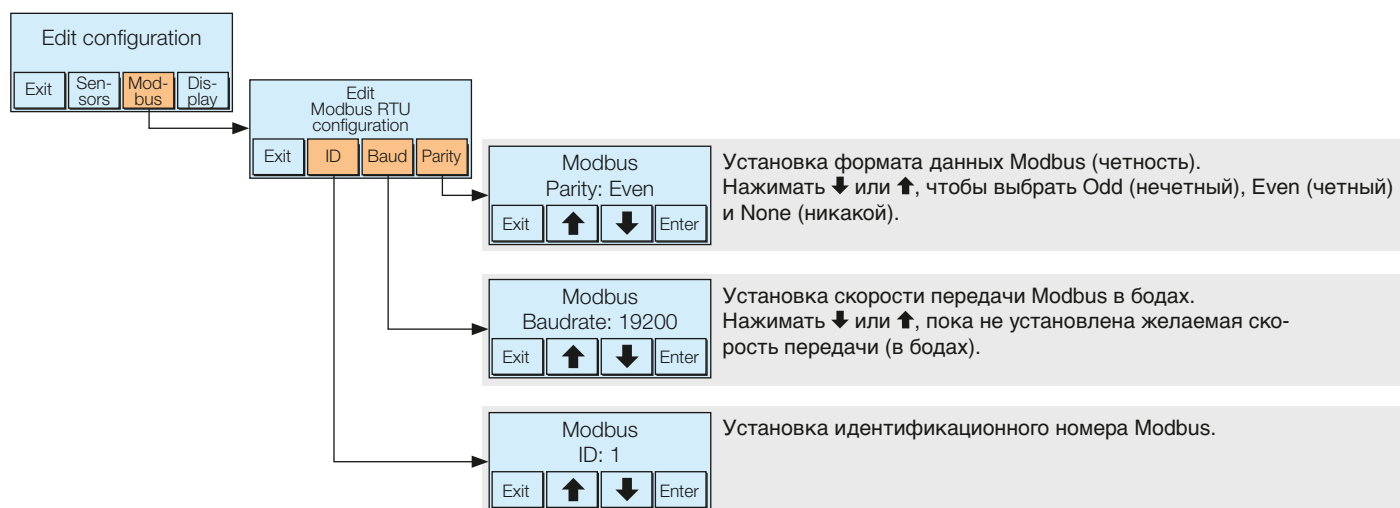 Edit configuration
Exit
Sen-
sors
Mod-
bus
Dis-
play
Edit
Modbus RTU
configuration
Exit
ID
Baud
Parity
Modbus
Parity: Even
Exit
🡅
🡇
Enter
Установка формата данных Modbus (четность).
Нажимать 🡇 или 🡅, чтобы выбрать Odd (нечетный), Even (четный)
и None (никакой).
Modbus
Baudrate: 19200
Exit
🡅
🡇
Enter
Установка скорости передачи Modbus в бодах.
Нажимать 🡇 или 🡅, пока не установлена желаемая ско-
рость передачи (в бодах).
Modbus
ID: 1
Exit
🡅
🡇
Enter
Установка идентификационного номера Modbus.